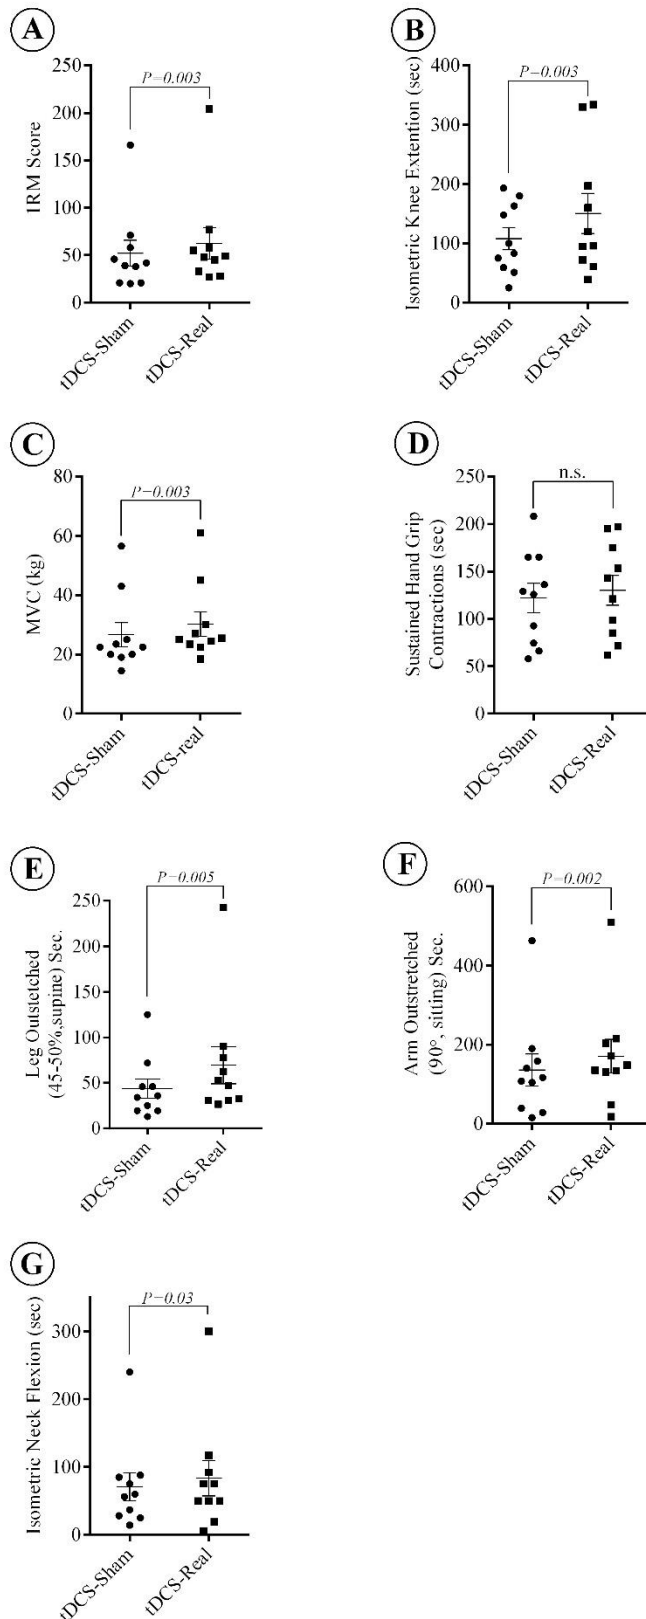 A
P=0.003
IRM Score
250
200
150
100
50
0
tDCS-Sham
tDCS-Real
B
P=0.003
Isometric Knee Extention (sec)
400
300
200
100
0
tDCS-Sham
tDCS-Real
C
P=0.003
MVC (kg)
80
60
40
20
0
tDCS-Sham
tDCS-real
D
n.s.
Sustained Hand Grip
Contractions (sec)
250
200
150
100
50
0
tDCS-Sham
tDCS-Real
E
P=0.005
Leg Outstetched
(45-50%,supine) Sec.
250
200
150
100
50
0
tDCS-Sham
tDCS-Real
F
P=0.002
Arm Outstretched
(90°, sitting) Sec.
600
400
200
0
tDCS-Sham
tDCS-Real
G
P=0.03
Isometric Neck Flexion (sec)
300
200
100
0
tDCS-Sham
tDCS-Real